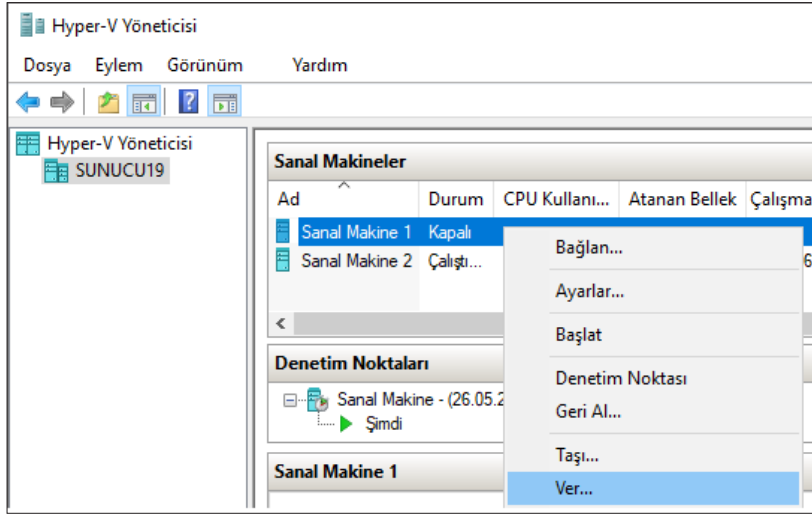 Hyper-V Yöneticisi
Dosya Eylem Görünüm Yardım
Hyper-V Yöneticisi
SUNUCU19
Sanal Makineler
Ad Durum CPU Kullanı... Atanan Bellek Çalışma
Sanal Makine 1 Kapalı
Sanal Makine 2 Çalıştı... 6
Denetim Noktaları
Sanal Makine - (26.05.2
Şimdi
Sanal Makine 1
Bağlan...
Ayarlar...
Başlat
Denetim Noktası
Geri Al...
Taşı...
Ver...